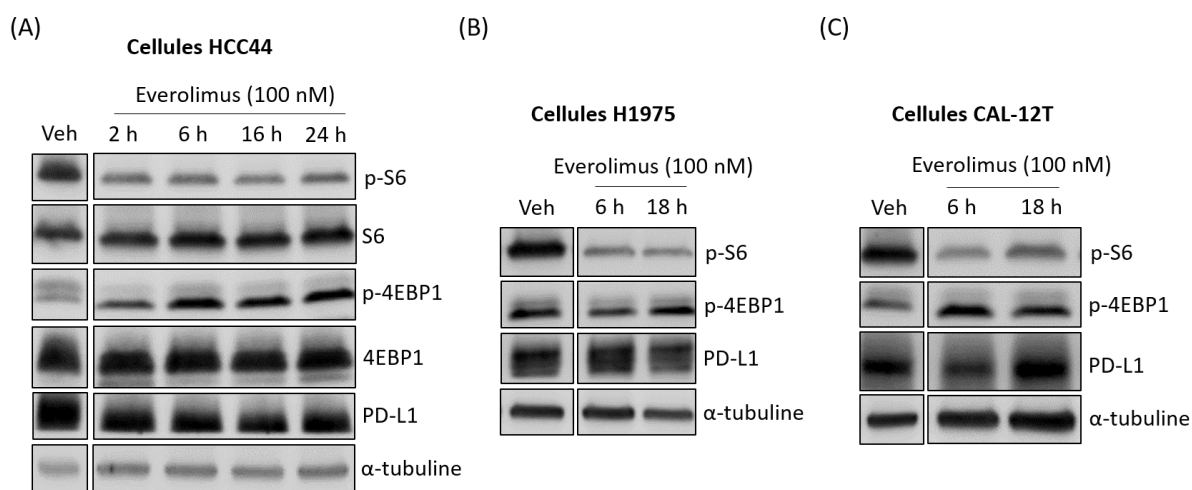 (A)
Cellules HCC44
Everolimus (100 nM)
Veh 2 h 6 h 16 h 24 h
p-S6
S6
p-4EBP1
4EBP1
PD-L1
α-tubuline
(B)
Cellules H1975
Everolimus (100 nM)
Veh 6 h 18 h
p-S6
p-4EBP1
PD-L1
α-tubuline
(C)
Cellules CAL-12T
Everolimus (100 nM)
Veh 6 h 18 h
p-S6
p-4EBP1
PD-L1
α-tubuline